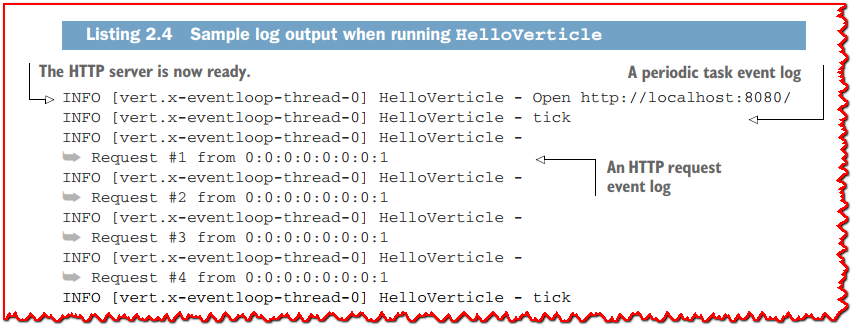 Listing 2.4 Sample log output when running HelloVerticle
The HTTP server is now ready.
A periodic task event log
INFO [vert.x-eventloop-thread-0] HelloVerticle - Open http://localhost:8080/
INFO [vert.x-eventloop-thread-0] HelloVerticle - tick
INFO [vert.x-eventloop-thread-0] HelloVerticle -
➥ Request #1 from 0:0:0:0:0:0:0:1
An HTTP request
event log
INFO [vert.x-eventloop-thread-0] HelloVerticle -
➥ Request #2 from 0:0:0:0:0:0:0:1
INFO [vert.x-eventloop-thread-0] HelloVerticle -
➥ Request #3 from 0:0:0:0:0:0:0:1
INFO [vert.x-eventloop-thread-0] HelloVerticle -
➥ Request #4 from 0:0:0:0:0:0:0:1
INFO [vert.x-eventloop-thread-0] HelloVerticle - tick